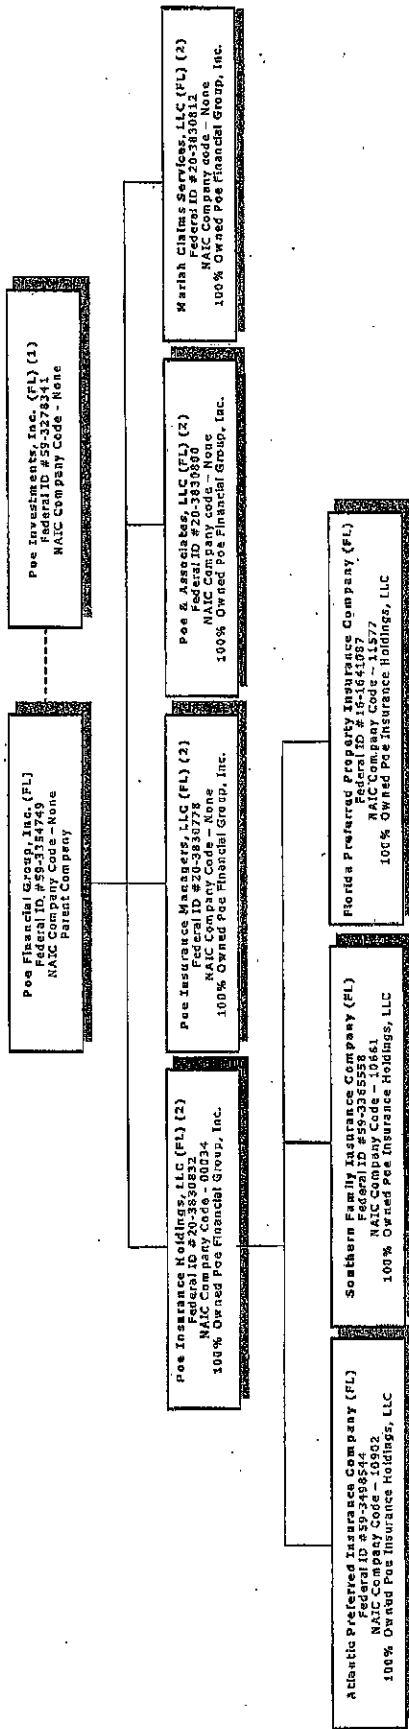 Poe Financial Group, Inc. (FL)
Federal ID #59-3354749
NAIC Company Code - None
Parent Company
Poe Investments, Inc. (FL) (1)
Federal ID #59-3278341
NAIC Company Code - None
Poe Insurance Holdings, LLC (FL) (2)
Federal ID #20-3830832
NAIC Company Code - 00034
100% Owned Poe Financial Group, Inc.
Poe Insurance Managers, LLC (FL) (2)
Federal ID #20-3830778
NAIC Company Code - None
100% Owned Poe Financial Group, Inc.
Poe & Associates, LLC (FL) (2)
Federal ID #20-3830800
NAIC Company code - None
100% Owned Poe Financial Group, Inc.
Mariah Claims Services, LLC (FL) (2)
Federal ID #20-3830812
NAIC Company code - None
100% Owned Poe Financial Group, Inc.
Atlantic Preferred Insurance Company (FL)
Federal ID #59-3498544
NAIC Company Code - 10902
100% Owned Poe Insurance Holdings, LLC
Southern Family Insurance Company (FL)
Federal ID #59-3365558
NAIC Company Code - 10661
100% Owned Poe Insurance Holdings, LLC
Florida Preferred Property Insurance Company (FL)
Federal ID # 16-1641087
NAIC Company Code - 11577
100% Owned Poe Insurance Holdings, LLC